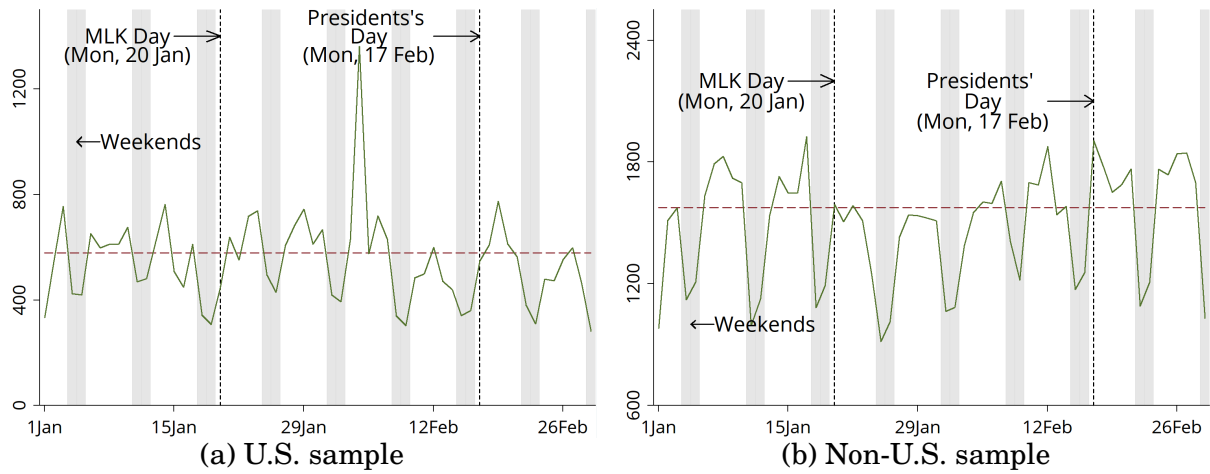 Presidents's
MLK Day
Day
(Mon, 20 Jan)
(Mon, 17 Feb)
Weekends
1200
800
400
0
1Jan
15Jan
29Jan
12Feb
26Feb
(a) U.S. sample
2400
MLK Day
(Mon, 20 Jan)
Presidents'
Day
(Mon, 17 Feb)
1800
1200
Weekends
600
1Jan
15Jan
29Jan
12Feb
26Feb
(b) Non-U.S. sample